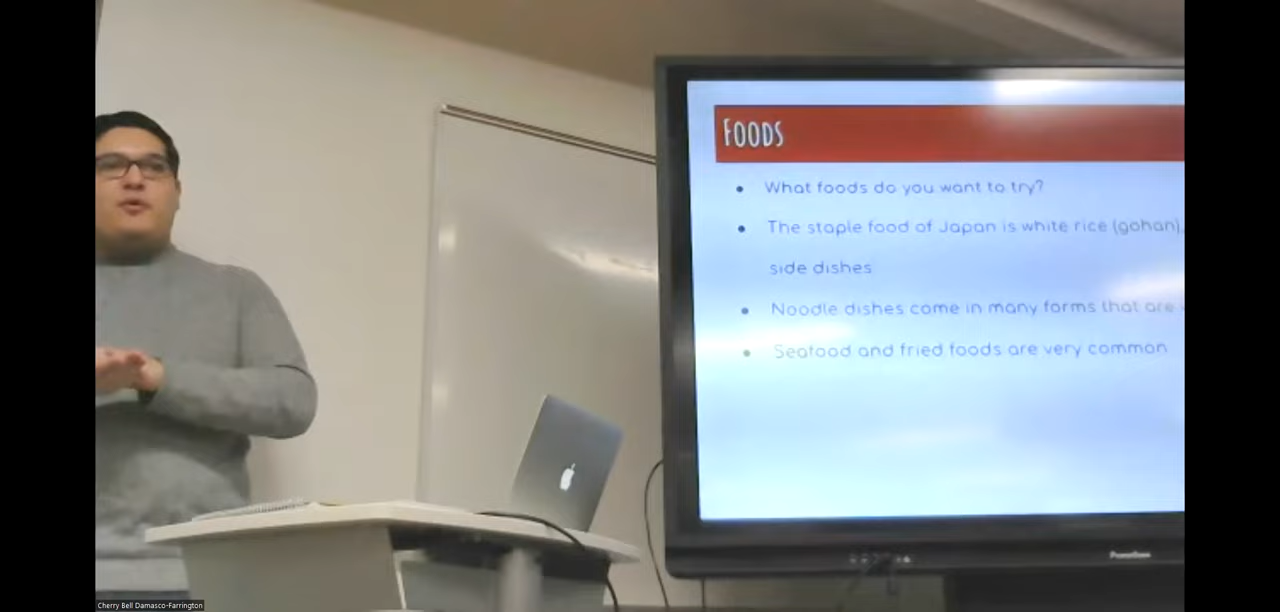 FOODS
What foods do you want to try?
The staple food of Japan is white rice (gohan),
side dishes
Noodle dishes come in many forms that are
Seafood and fried foods are very common
Promethean
Cherry Bell Damasco-Farrington